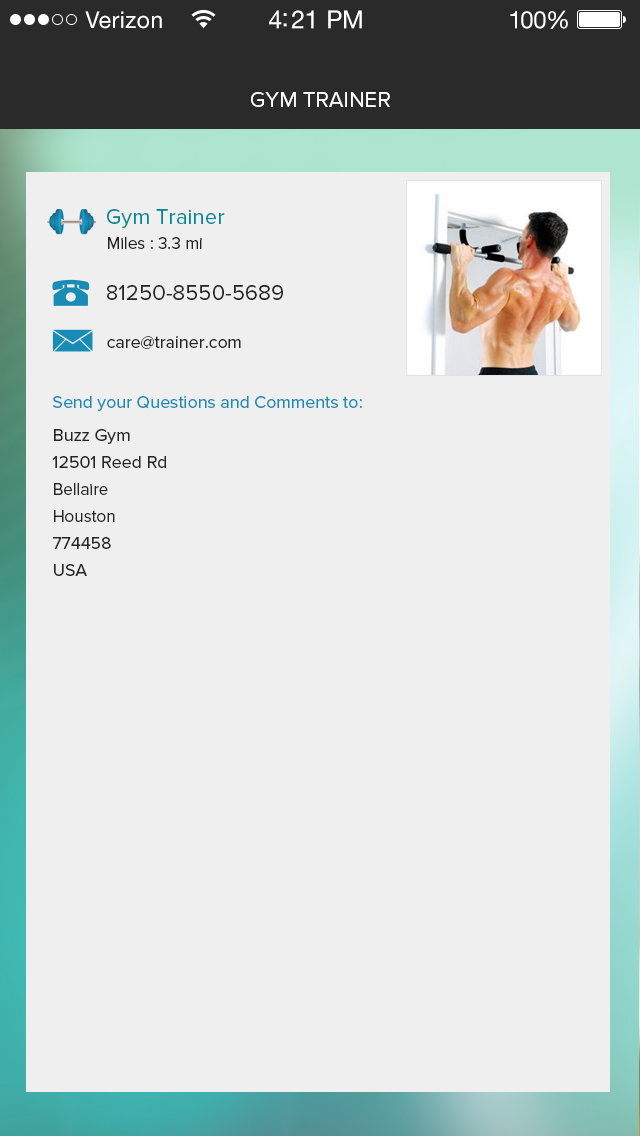 Verizon 4:21 PM 100%
GYM TRAINER
Gym Trainer
Miles : 3.3 ml
81250-8550-5689
care@trainer.com
Send your Questions and Comments to:
Buzz Gym
12501 Reed Rd
Bellaire
Houston
774458
USA